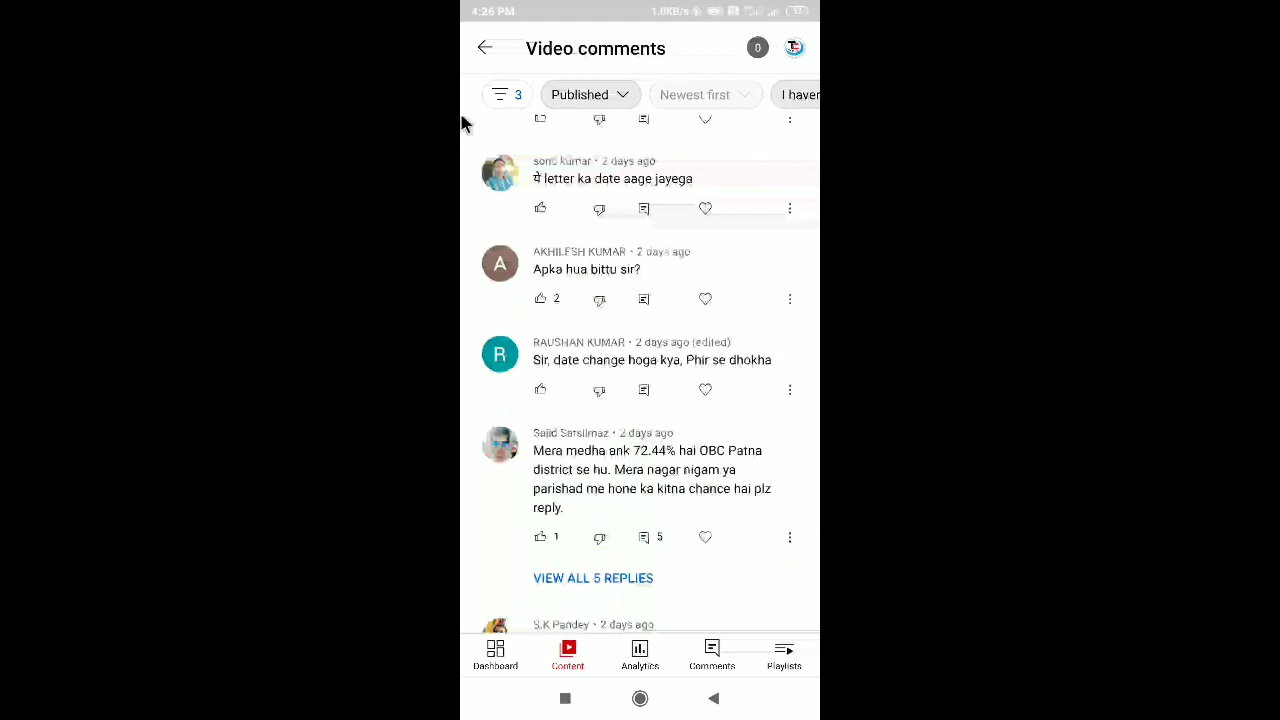 4:26 PM
1.0KB/s
Video comments
0
3
Published
Newest first
I haven
sonu kumar • 2 days ago
ये letter ka date aage jayega
A
AKHILESH KUMAR • 2 days ago
Apka hua bittu sir?
2
R
RAUSHAN KUMAR • 2 days ago (edited)
Sir, date change hoga kya, Phir se dhokha
Sajid Sarsilmaz • 2 days ago
Mera medha ank 72.44% hai OBC Patna
district se hu. Mera nagar nigam ya
parishad me hone ka kitna chance hai plz
reply.
1
5
VIEW ALL 5 REPLIES
S.K Pandey • 2 days ago
Dashboard
Content
Analytics
Comments
Playlists